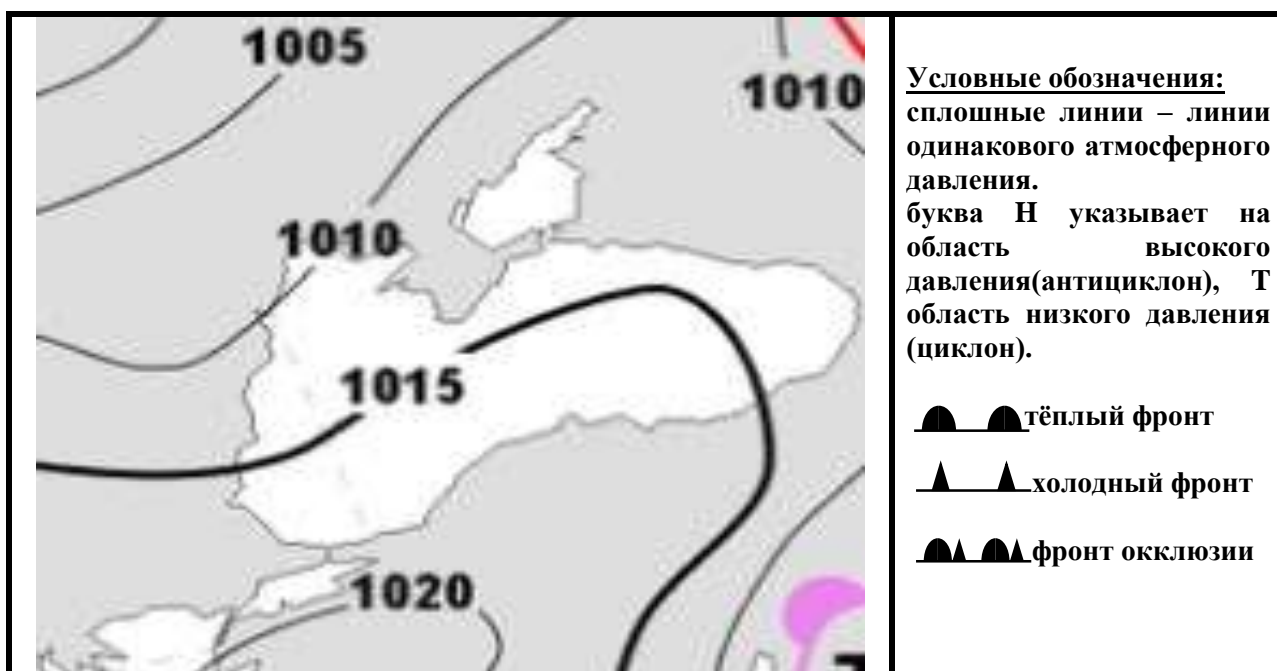 1005
1010
1010
1015
1020
Условные обозначения:
сплошные линии – линии
одинакового атмосферного
давления.
буква Н указывает на
область высокого
давления(антициклон), Т
область низкого давления
(циклон).
тёплый фронт
холодный фронт
фронт окклюзии